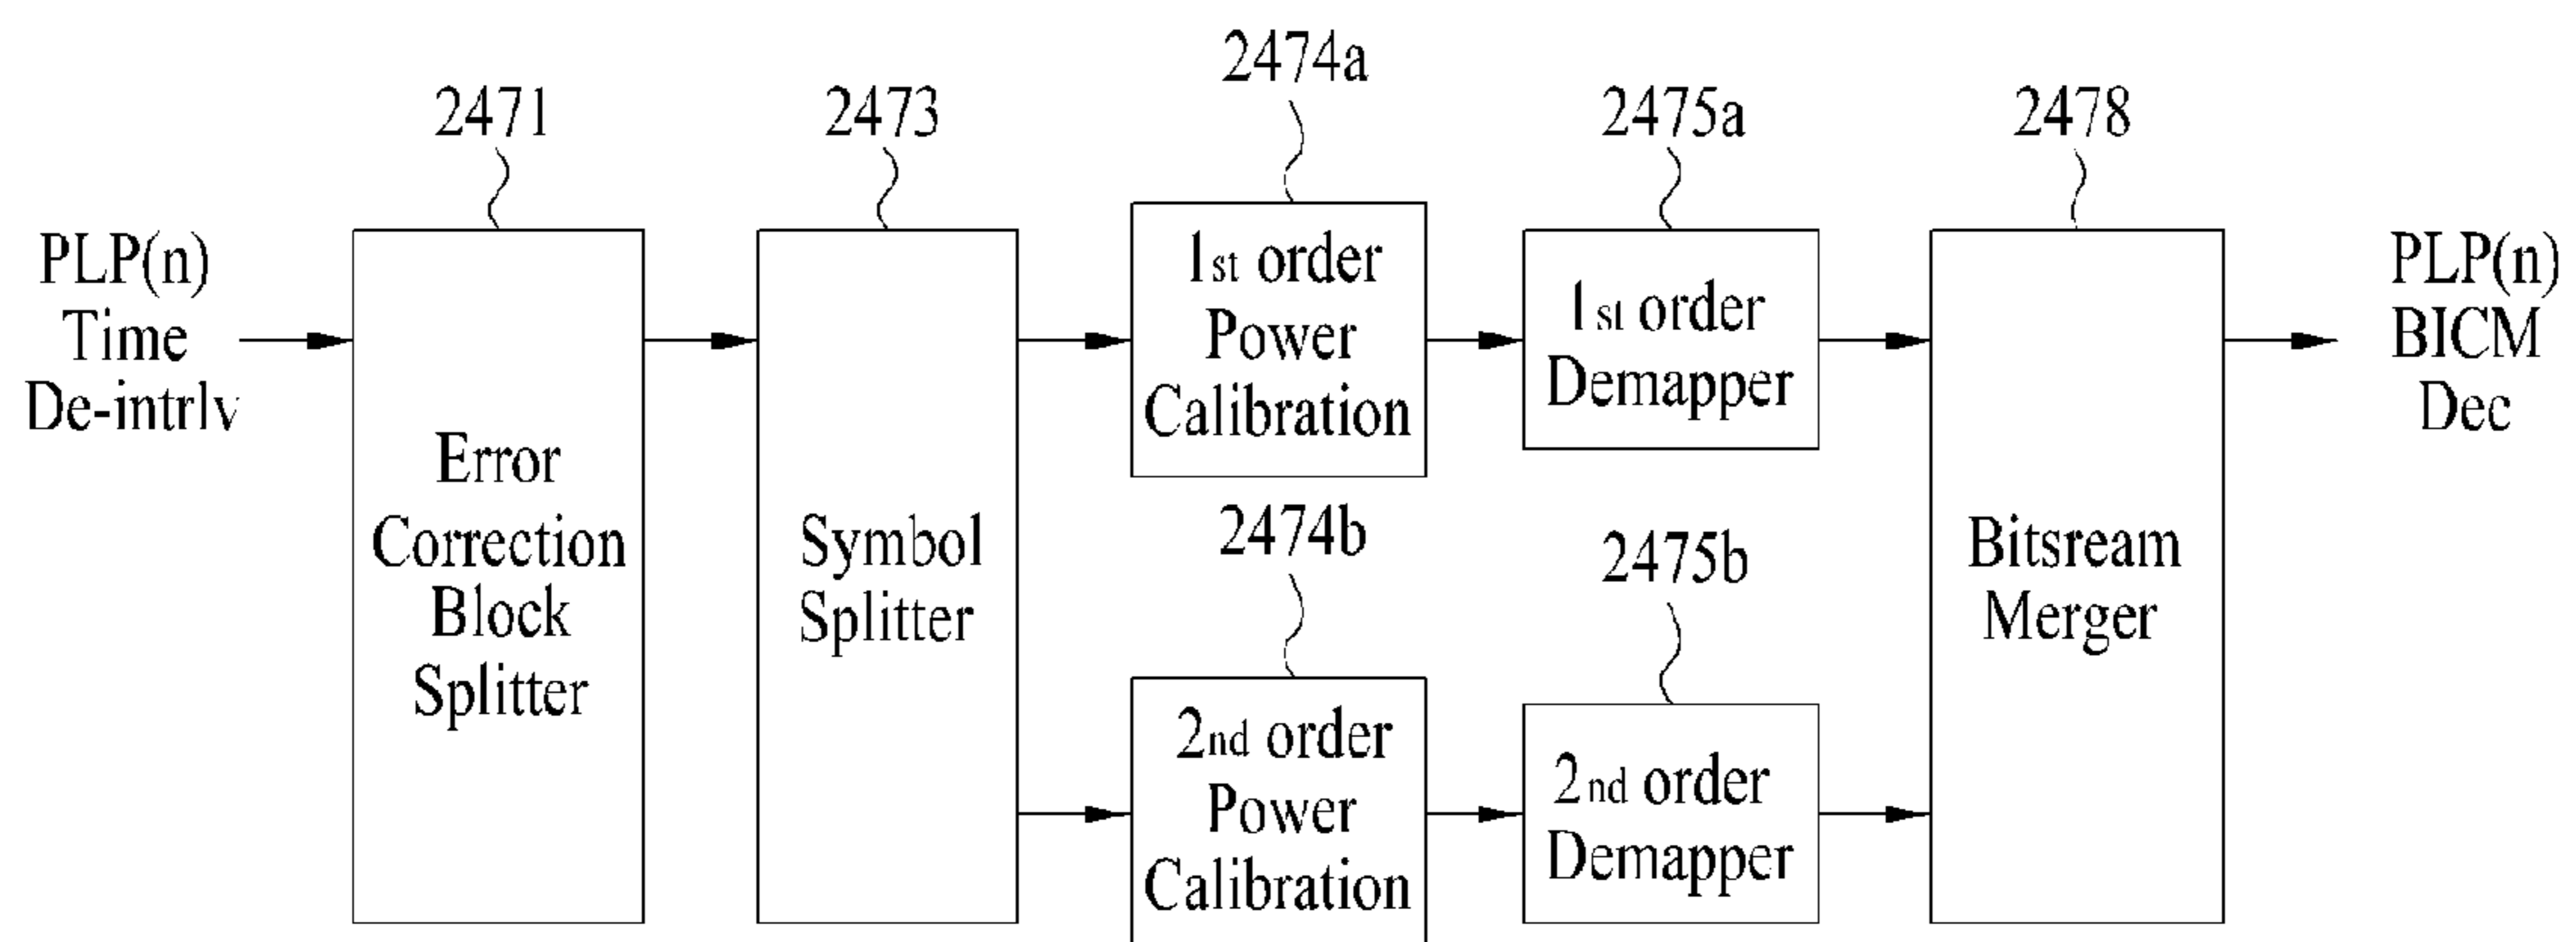 2474a
2471
2473
2475a
2478
PLP(n)
Time
De-intrlv
Error
Correction
Block
Splitter
Symbol
Splitter
1st order
Power
Calibration
1st order
Demapper
2474b
2475b
2nd order
Power
Calibration
2nd order
Demapper
Bitsream
Merger
PLP(n)
BICM
Dec